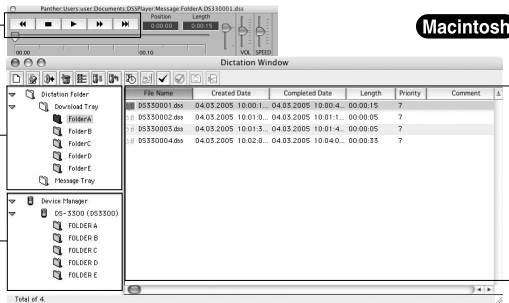 Panther:Users:user:Documents:DSSPlayer:Message:FolderA:DS330001.dss
Position Length
0:00:00 0:00:15
00:00 00:10 VOL SPEED
Macintosh
Dictation Window
Dictation Folder
Download Tray
FolderA
FolderB
FolderC
FolderD
FolderE
Message Tray
Device Manager
DS-3300 (DS3300)
FOLDER A
FOLDER B
FOLDER C
FOLDER D
FOLDER E
File Name Created Date Completed Date Length Priority Comment
DS330001.dss 04.03.2005 10:00:1... 04.03.2005 10:00:4... 00:00:15 ?
DS330002.dss 04.03.2005 10:01:0... 04.03.2005 10:01:1... 00:00:05 ?
DS330003.dss 04.03.2005 10:01:3... 04.03.2005 10:01:4... 00:00:05 ?
DS330004.dss 04.03.2005 10:02:0... 04.03.2005 10:04:0... 00:00:33 ?
Total of 4.